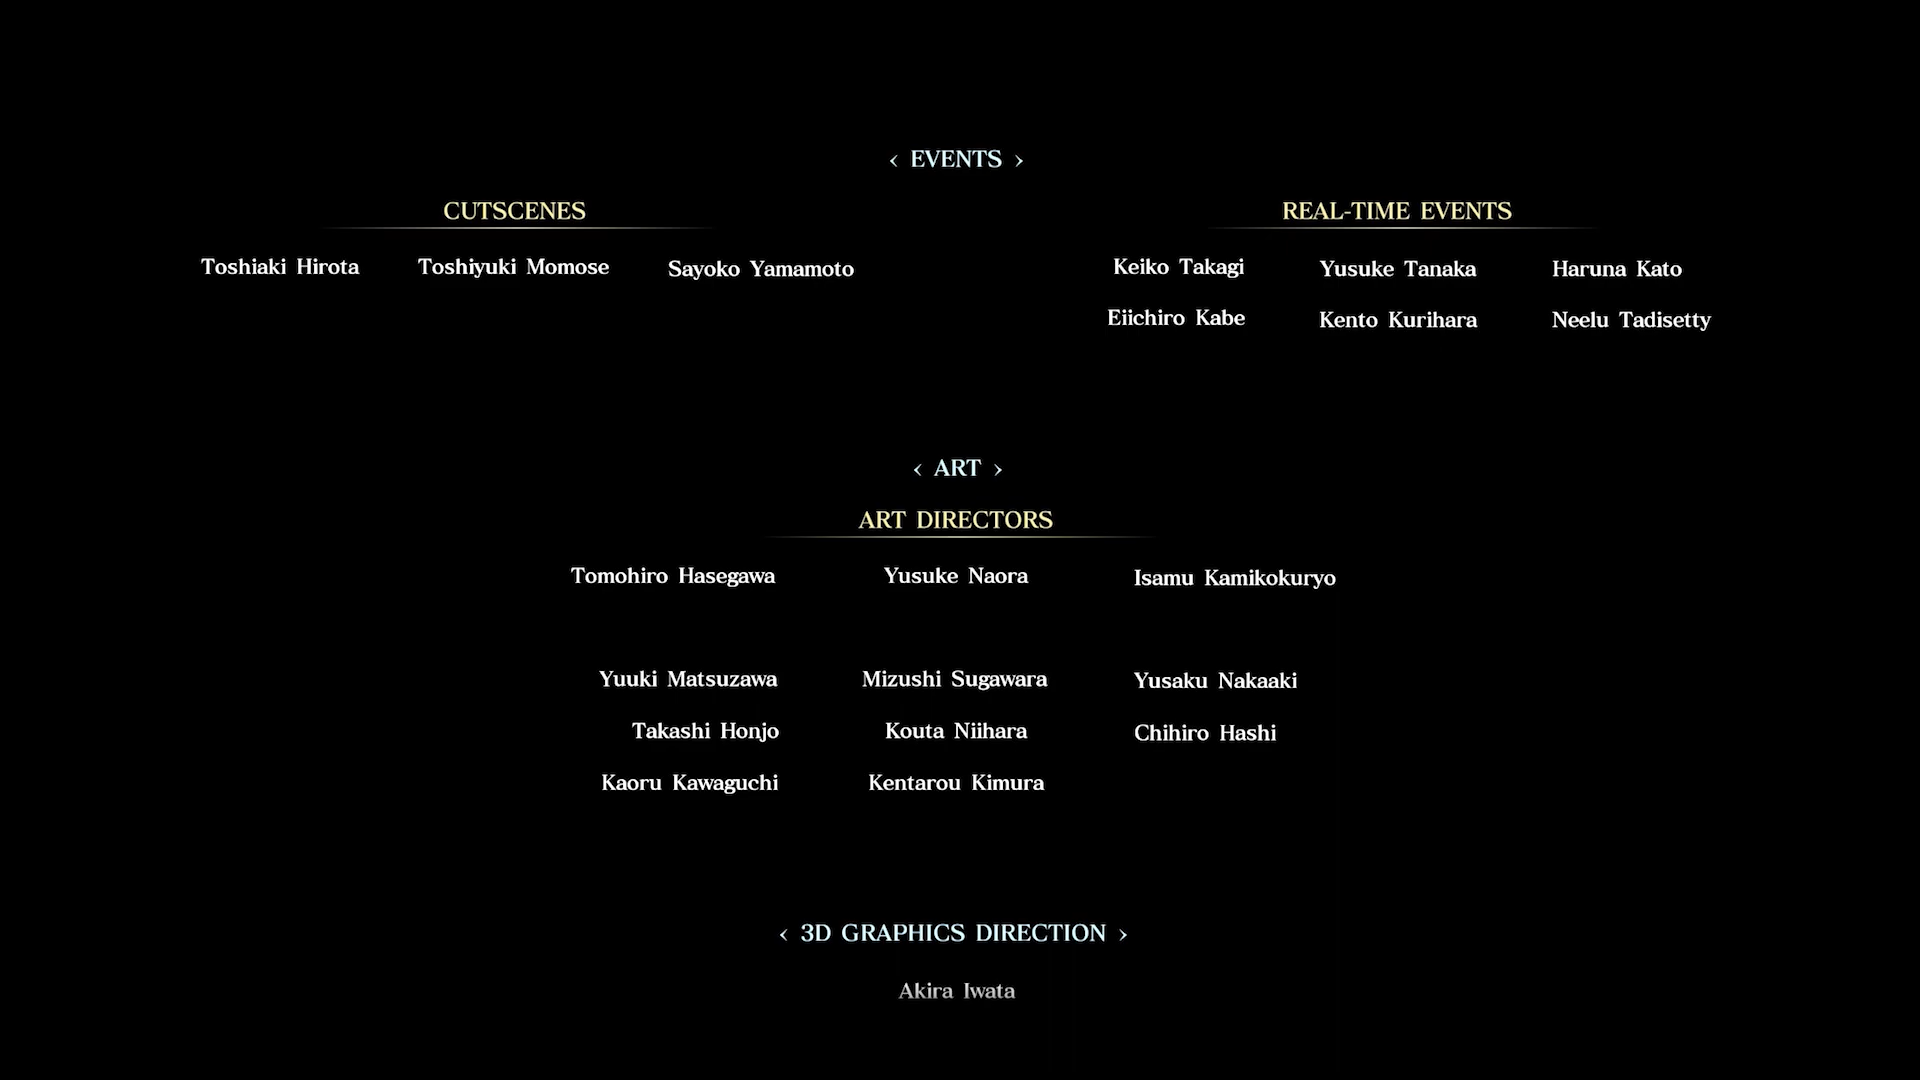 ‹ EVENTS ›
CUTSCENES
Toshiaki Hirota Toshiyuki Momose Sayoko Yamamoto
REAL-TIME EVENTS
Keiko Takagi Yusuke Tanaka Haruna Kato
Eiichiro Kabe Kento Kurihara Neelu Tadisetty
‹ ART ›
ART DIRECTORS
Tomohiro Hasegawa Yusuke Naora Isamu Kamikokuryo
Yuuki Matsuzawa Mizushi Sugawara Yusaku Nakaaki
Takashi Honjo Kouta Niihara Chihiro Hashi
Kaoru Kawaguchi Kentarou Kimura
‹ 3D GRAPHICS DIRECTION ›
Akira Iwata